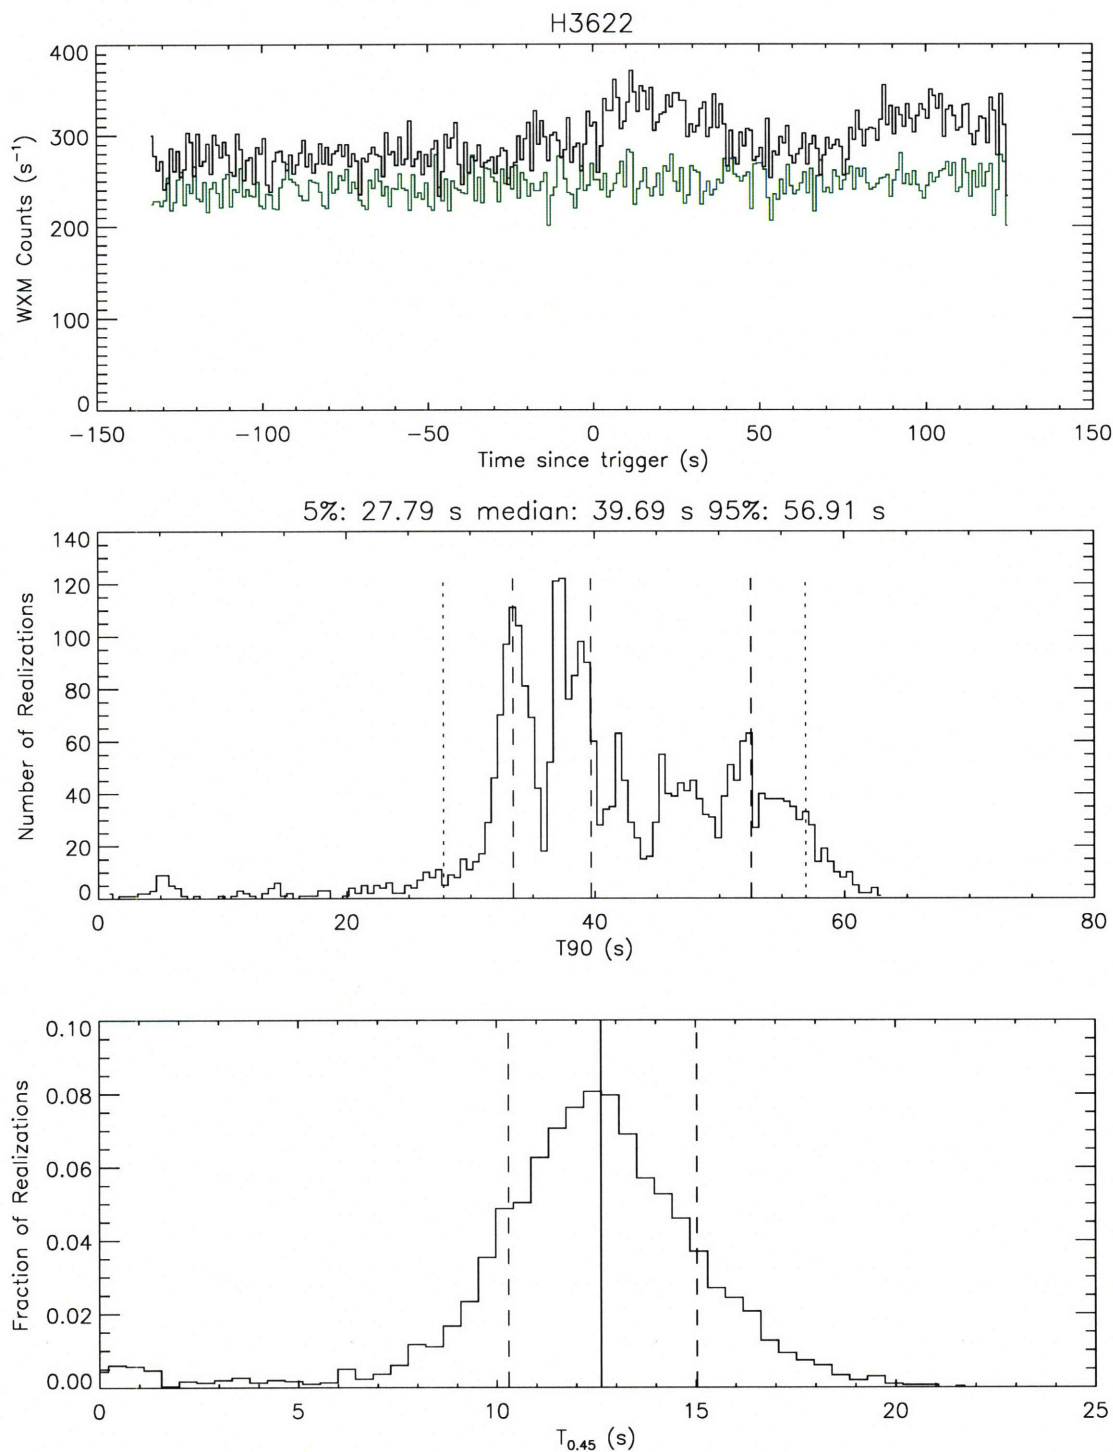 H3622
400
300
200
100
0
WXM Counts (s⁻¹)
−150 −100 −50 0 50 100 150
Time since trigger (s)
5%: 27.79 s median: 39.69 s 95%: 56.91 s
140
120
100
80
60
40
20
0
Number of Realizations
0 20 40 60 80
T90 (s)
0.10
0.08
0.06
0.04
0.02
0.00
Fraction of Realizations
0 5 10 15 20 25
T0.45 (s)